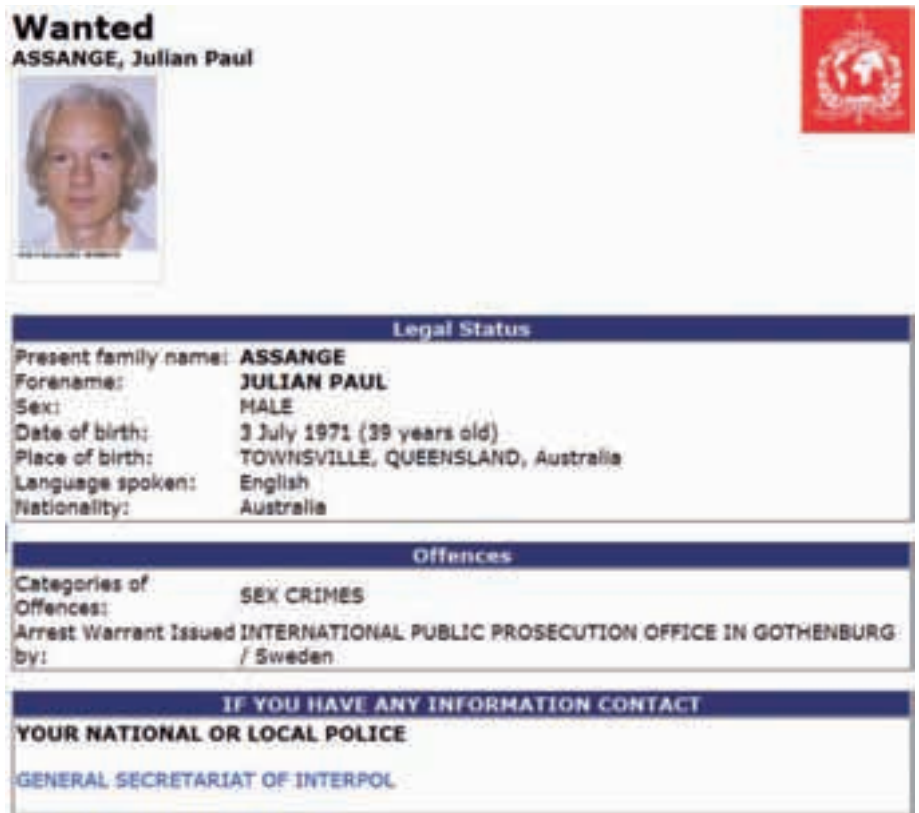 Wanted
ASSANGE, Julian Paul
Legal Status
Present family name: ASSANGE
Forename: JULIAN PAUL
Sex: MALE
Date of birth: 3 July 1971 (39 years old)
Place of birth: TOWNSVILLE, QUEENSLAND, Australia
Language spoken: English
Nationality: Australia
Offences
Categories of
Offences: SEX CRIMES
Arrest Warrant Issued INTERNATIONAL PUBLIC PROSECUTION OFFICE IN GOTHENBURG
by: / Sweden
IF YOU HAVE ANY INFORMATION CONTACT
YOUR NATIONAL OR LOCAL POLICE
GENERAL SECRETARIAT OF INTERPOL